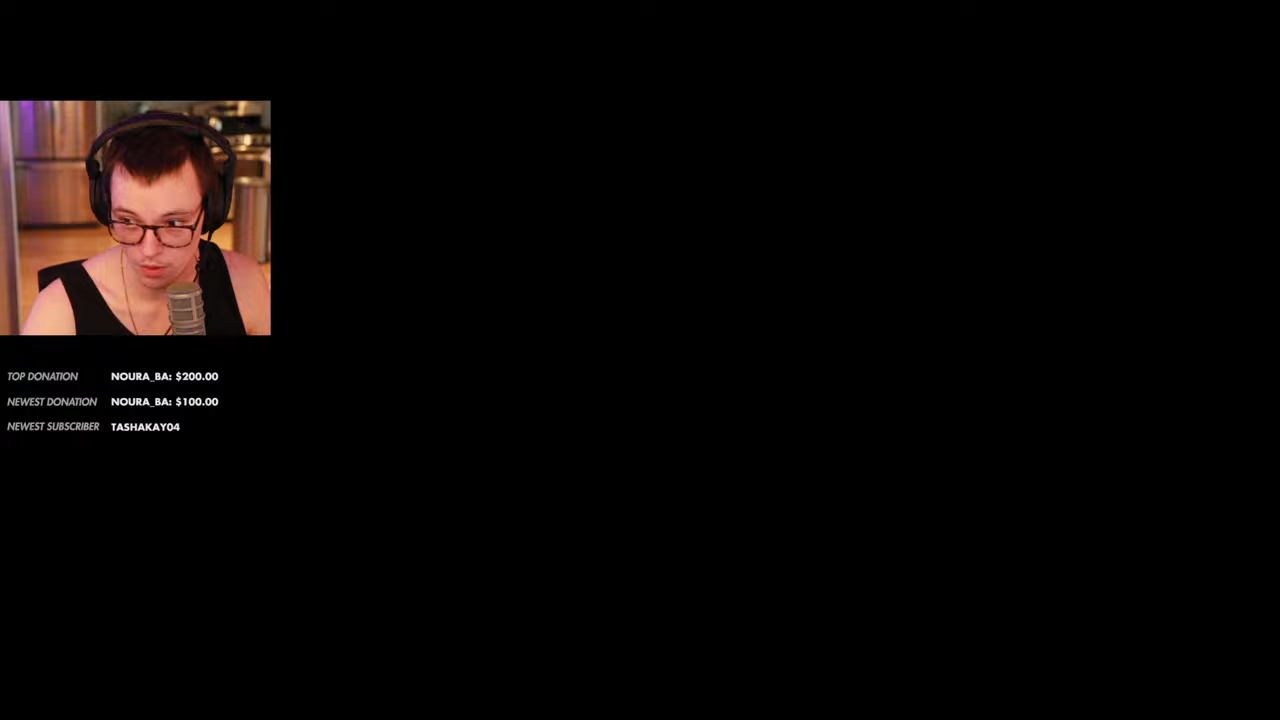 TOP DONATION NOURA_BA: $200.00
NEWEST DONATION NOURA_BA: $100.00
NEWEST SUBSCRIBER TASHAKAY04